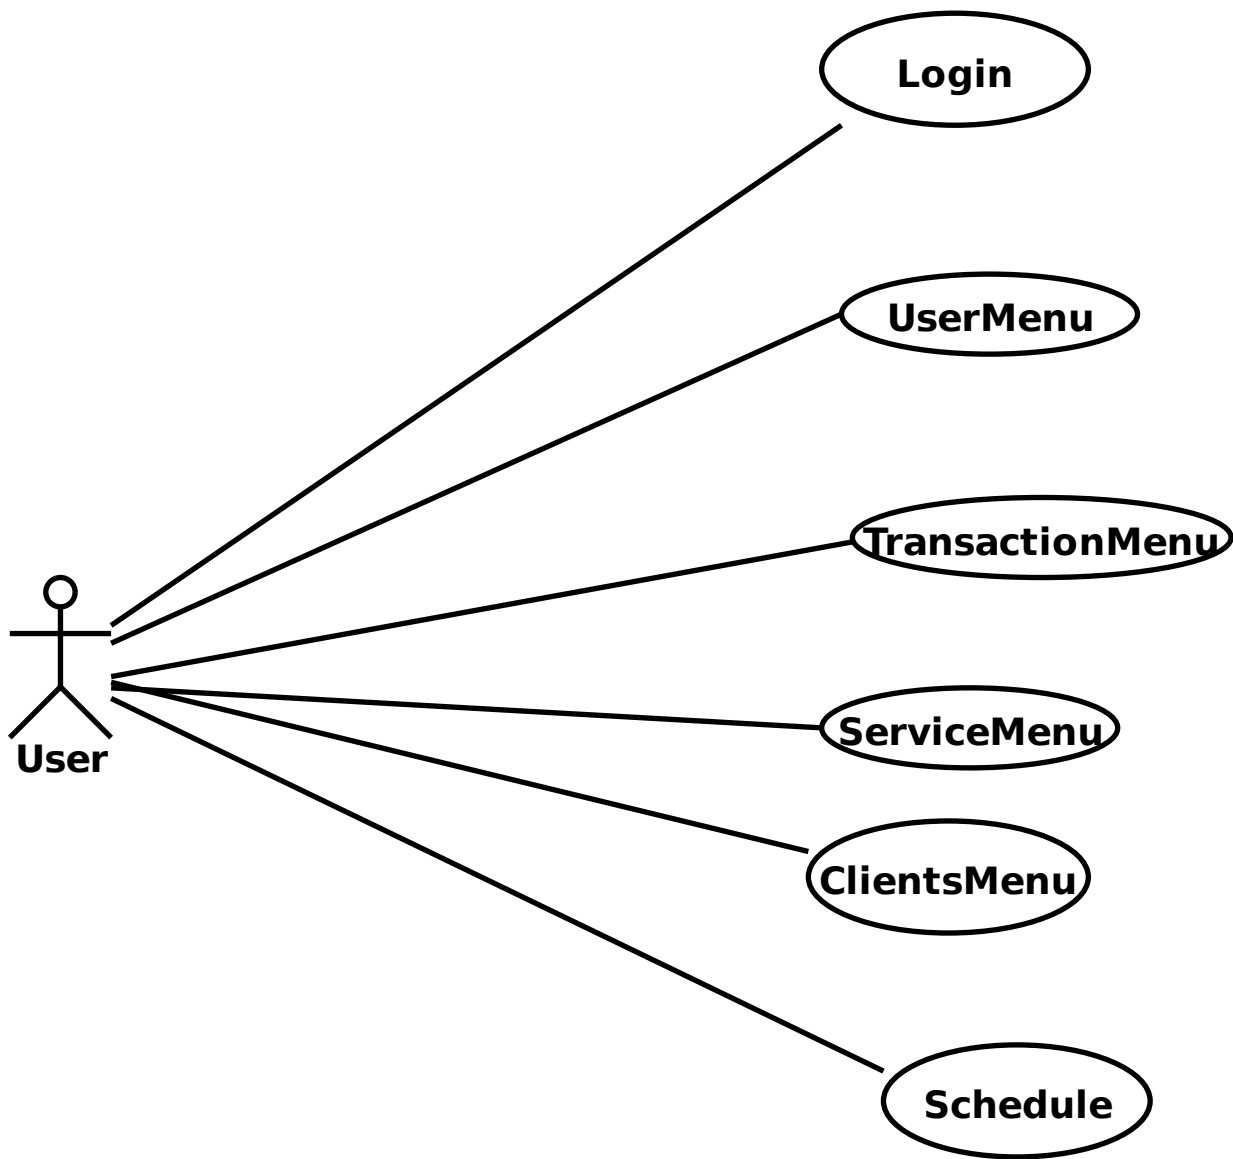 Login
UserMenu
TransactionMenu
User
ServiceMenu
ClientsMenu
Schedule